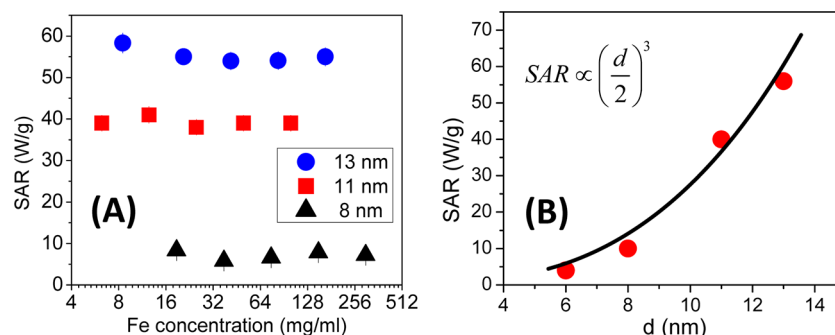 70
60
50
40
30
20
10
0
SAR (W/g)
(A)
13 nm
11 nm
8 nm
4 8 16 32 64 128 256 512
Fe concentration (mg/ml)
70
60
50
40
30
20
10
0
SAR (W/g)
SAR ∝ (d/2)³
(B)
4 6 8 10 12 14
d (nm)